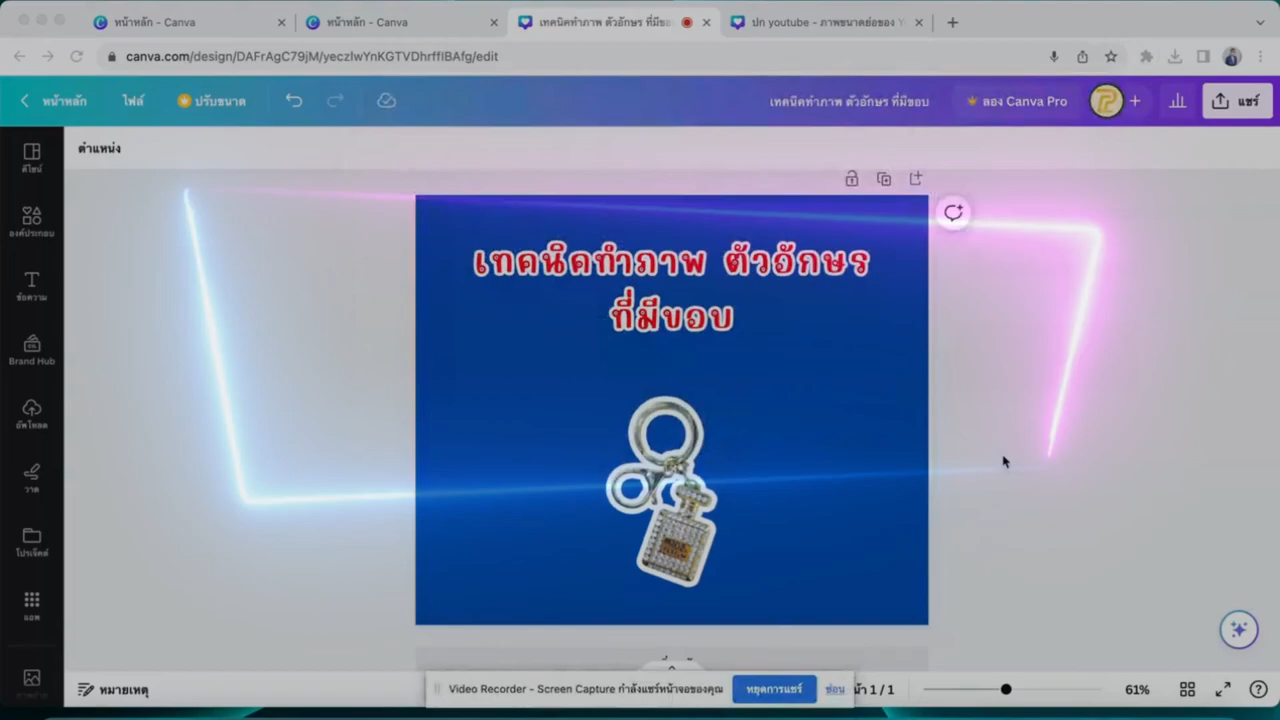 หน้าหลัก - Canva
หน้าหลัก - Canva
เทคนิคทำภาพ ตัวอักษร ที่มีขอ
ปก youtube - ภาพขนาดย่อของ Y
canva.com/design/DAFrAgC79jM/yeczlwYnKGTVDhrffIBAfg/edit
หน้าหลัก
ไฟล์
ปรับขนาด
เทคนิคทำภาพ ตัวอักษร ที่มีขอบ
ลอง Canva Pro
แชร์
ตำแหน่ง
ดีไซน์
องค์ประกอบ
ข้อความ
Brand Hub
อัพโหลด
วาด
โปรเจ็คต์
แอพ
เทคนิคทำภาพ ตัวอักษร
ที่มีขอบ
หมายเหตุ
Video Recorder - Screen Capture กำลังแชร์หน้าจอของคุณ
หยุดการแชร์
ซ่อน
1 / 1
61%